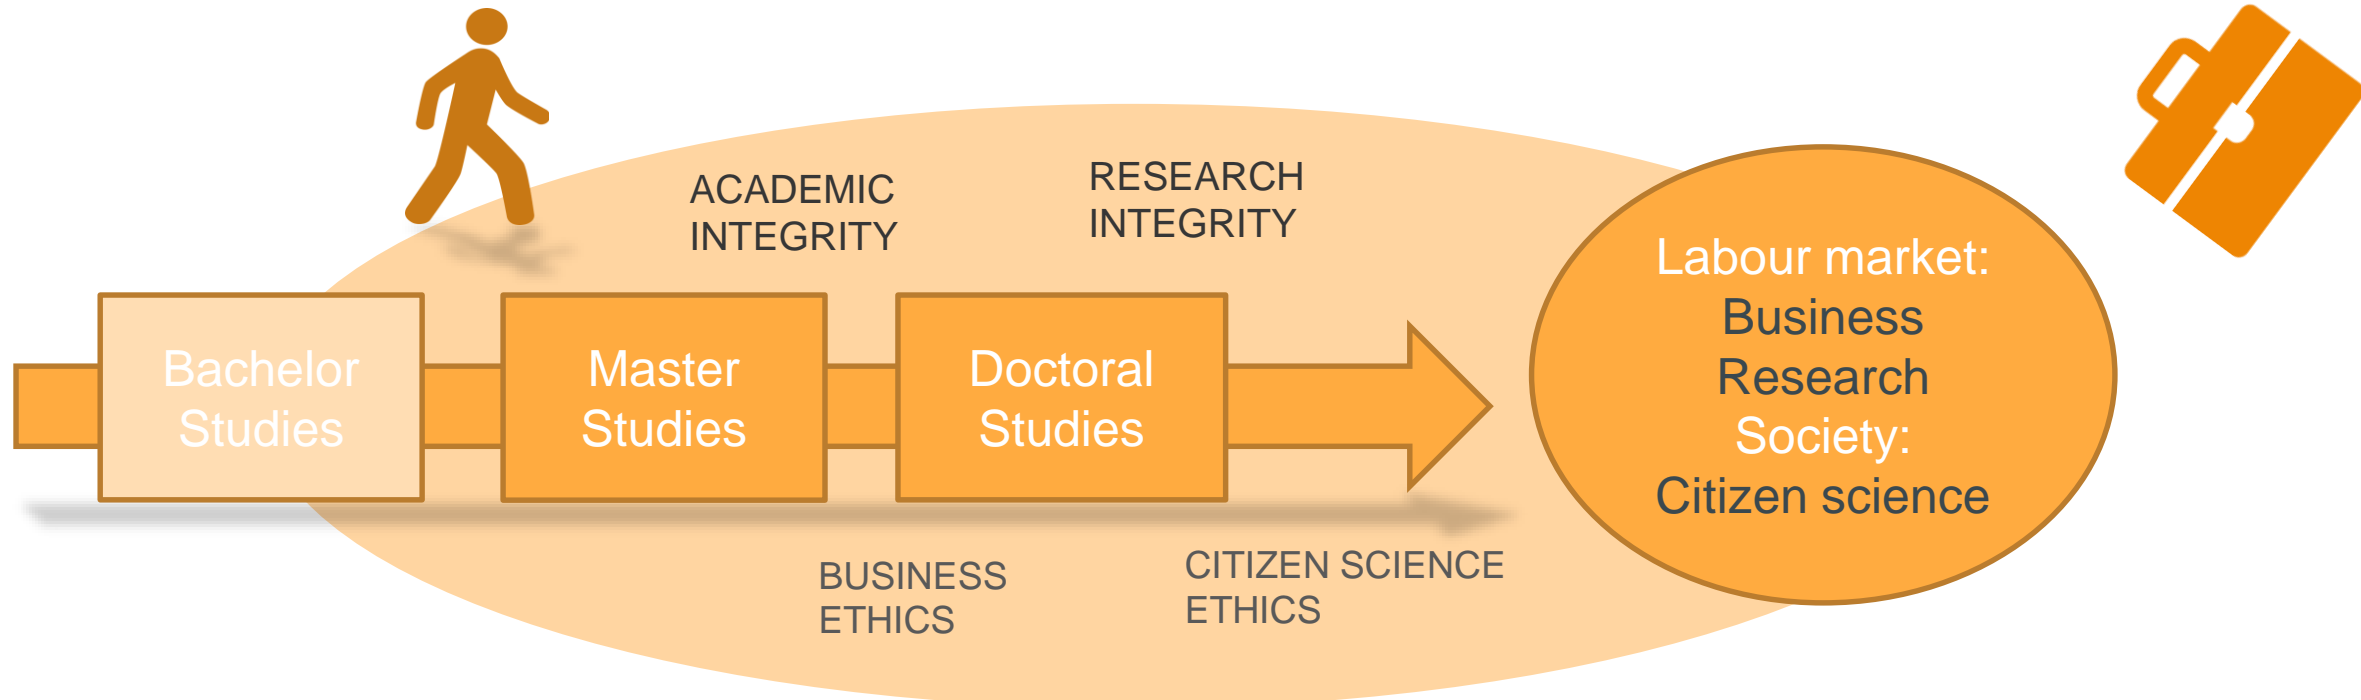 ACADEMIC
INTEGRITY
RESEARCH
INTEGRITY
Bachelor
Studies
Master
Studies
Doctoral
Studies
Labour market:
Business
Research
Society:
Citizen science
BUSINESS
ETHICS
CITIZEN SCIENCE
ETHICS